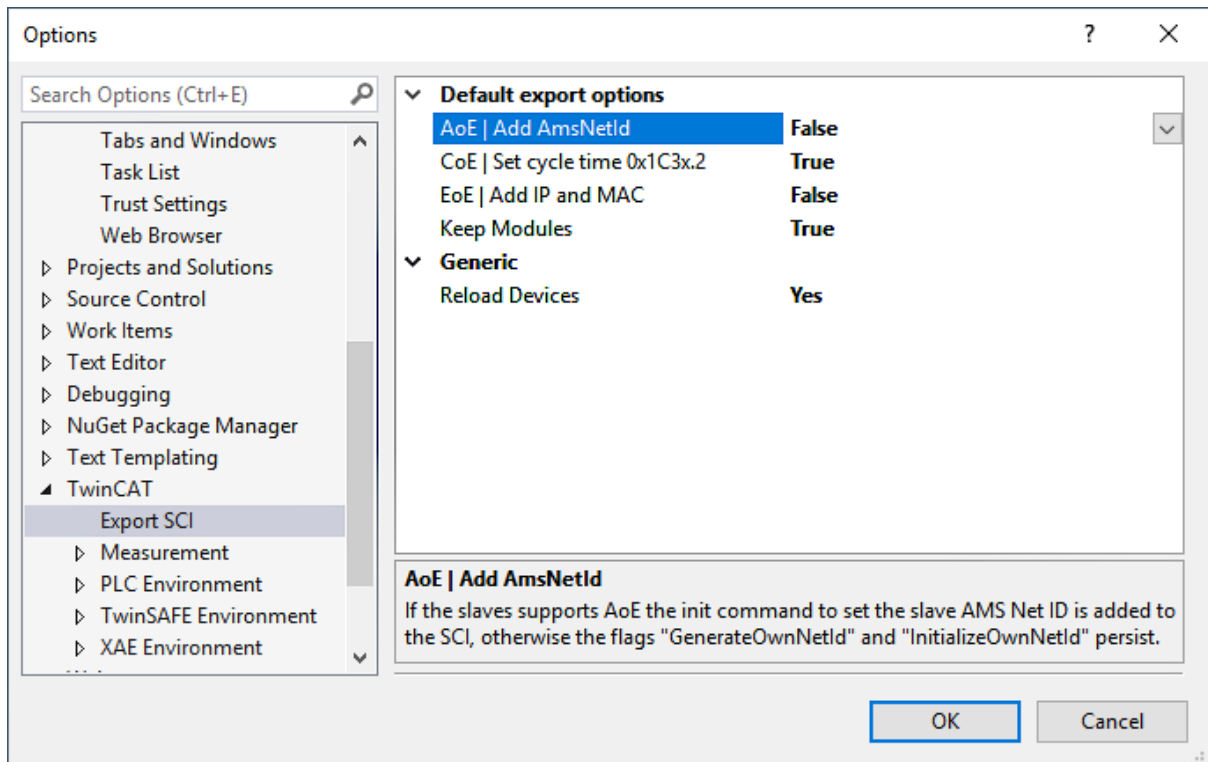 Options
?
Search Options (Ctrl+E)
Tabs and Windows
Task List
Trust Settings
Web Browser
Projects and Solutions
Source Control
Work Items
Text Editor
Debugging
NuGet Package Manager
Text Templating
TwinCAT
Export SCI
Measurement
PLC Environment
TwinSAFE Environment
XAE Environment
Default export options
AoE | Add AmsNetId False
CoE | Set cycle time 0x1C3x.2 True
EoE | Add IP and MAC False
Keep Modules True
Generic
Reload Devices Yes
AoE | Add AmsNetId
If the slaves supports AoE the init command to set the slave AMS Net ID is added to
the SCI, otherwise the flags "GenerateOwnNetId" and "InitializeOwnNetId" persist.
OK Cancel